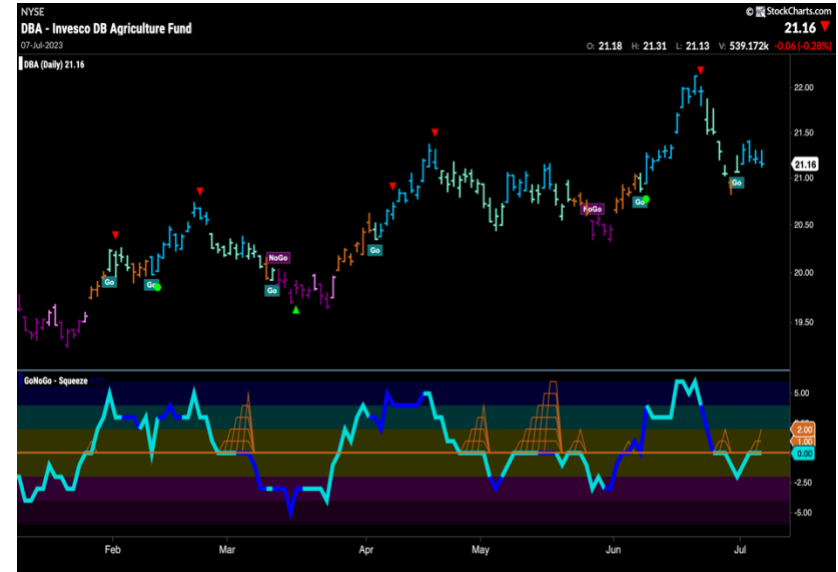 NYSE
© StockCharts.com
DBA - Invesco DB Agriculture Fund
21.16
07-Jul-2023
O: 21.18 H: 21.31 L: 21.13 V: 539.172k -0.06 (-0.28%)
DBA (Daily) 21.16
22.00
21.50
21.16
21.00
20.50
20.00
19.50
NoGo
Go
Go
Go
Go
NoGo
Go
Go
GoNoGo - Squeeze
5.00
2.00
1.00
0.00
-2.50
-5.00
Feb Mar Apr May Jun Jul